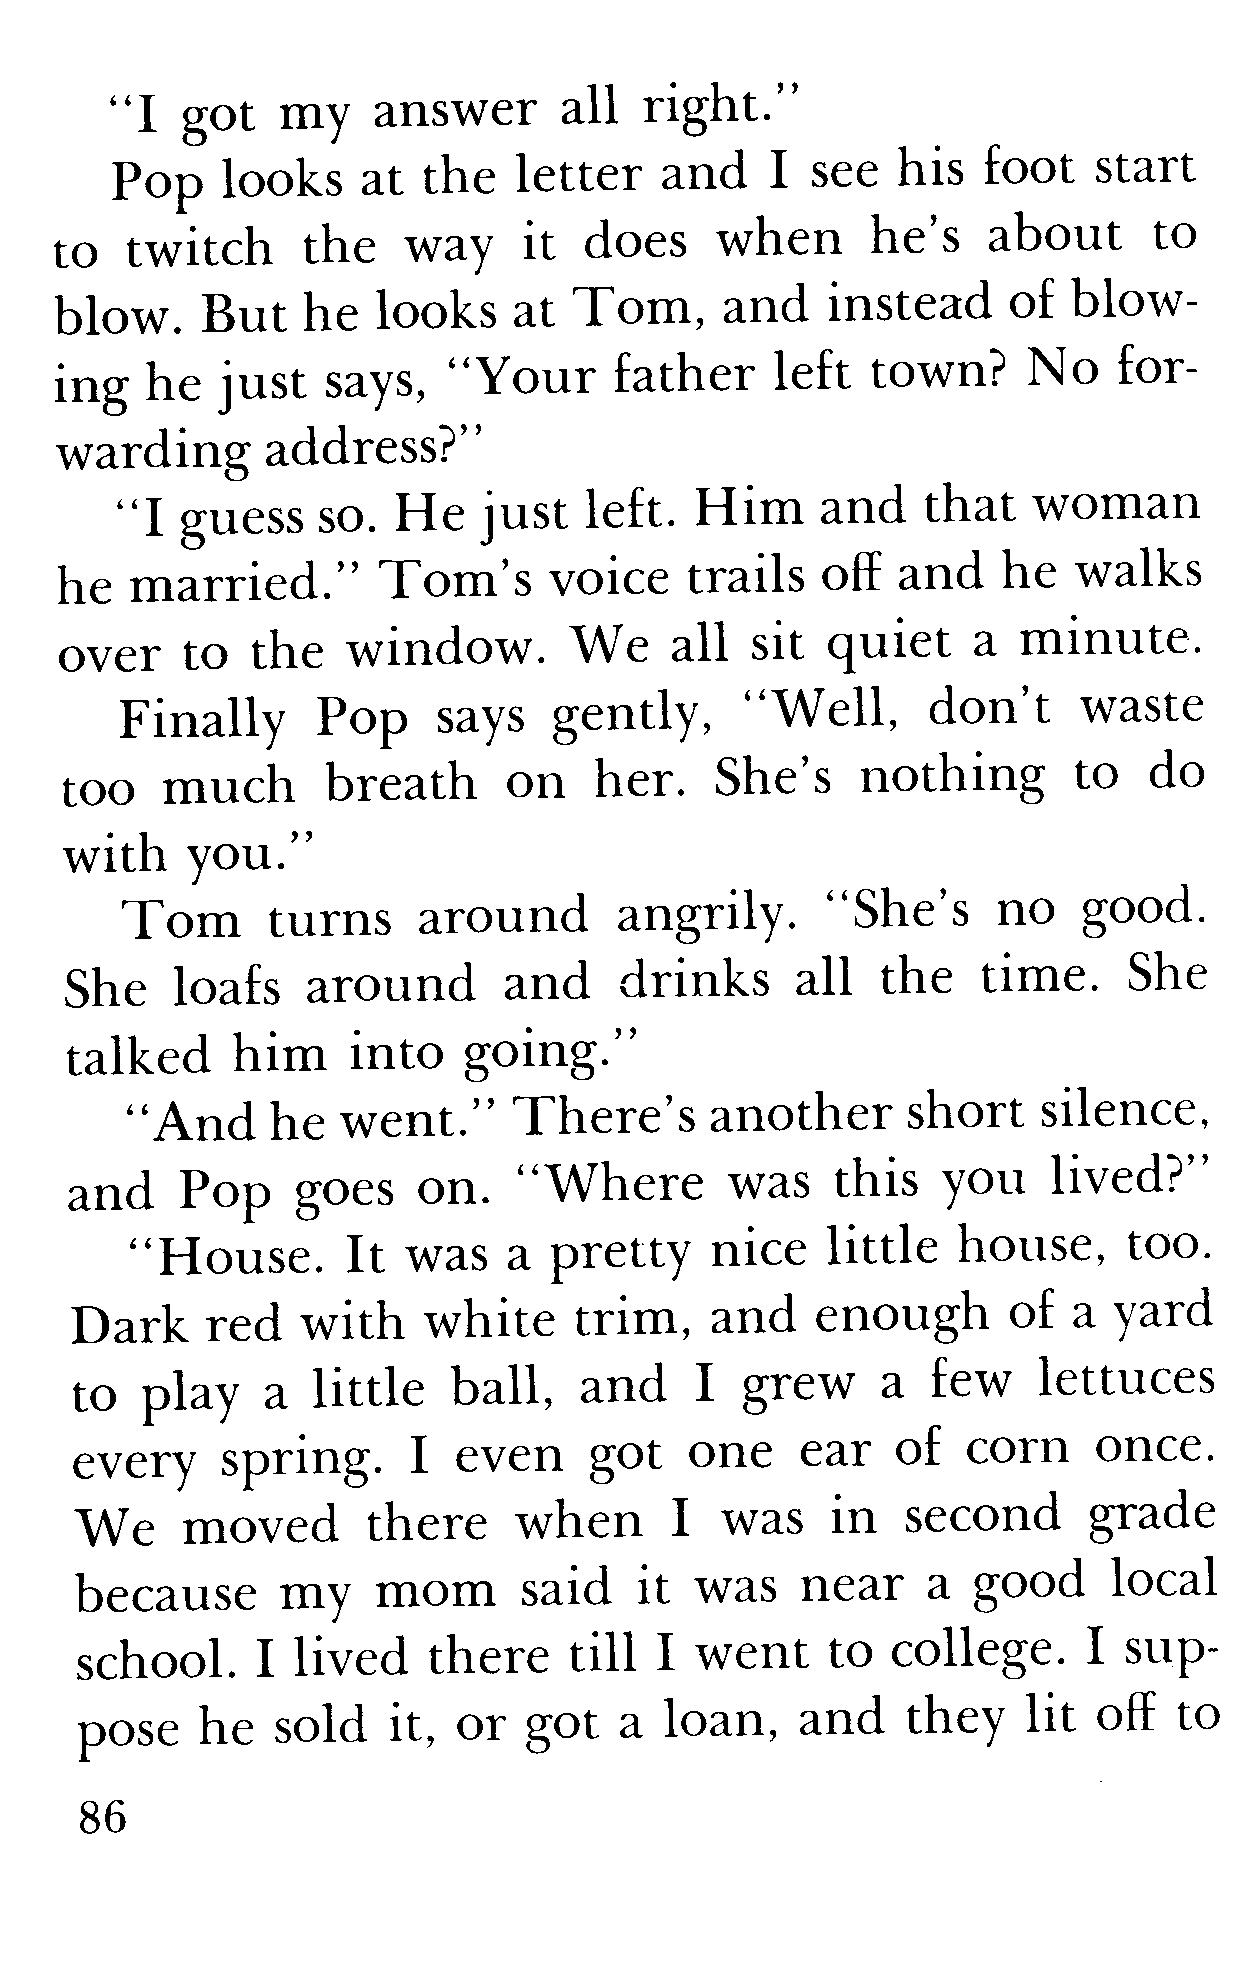 “I got my answer all right.”
Pop looks at the letter and I see his foot start
to twitch the way it does when he’s about to
blow. But he looks at Tom, and instead of blow-
ing he just says, “Your father left town? No for-
warding address?”
“I guess so. He just left. Him and that woman
he married.” Tom’s voice trails off and he walks
over to the window. We all sit quiet a minute.
Finally Pop says gently, “Well, don’t waste
too much breath on her. She’s nothing to do
with you.”
Tom turns around angrily. “She’s no good.
She loafs around and drinks all the time. She
talked him into going.”
“And he went.” There’s another short silence,
and Pop goes on. “Where was this you lived?”
“House. It was a pretty nice little house, too.
Dark red with white trim, and enough of a yard
to play a little ball, and I grew a few lettuces
every spring. I even got one ear of corn once.
We moved there when I was in second grade
because my mom said it was near a good local
school. I lived there till I went to college. I sup-
pose he sold it, or got a loan, and they lit off to
86